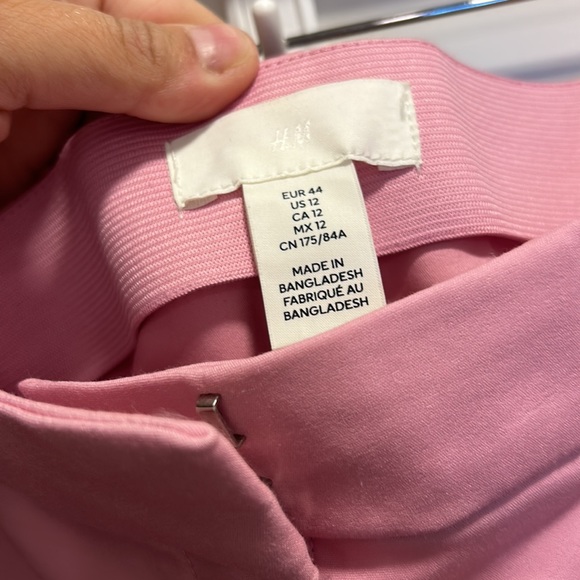 H&M
EUR 44
US 12
CA 12
MX 12
CN 175/84A
MADE IN
BANGLADESH
FABRIQUÉ AU
BANGLADESH